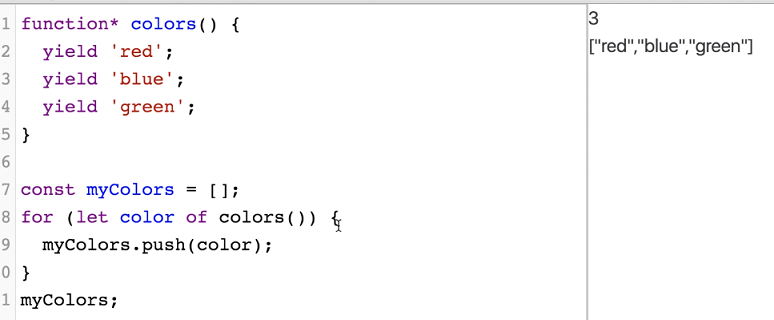 1 function* colors() {
2   yield 'red';
3   yield 'blue';
4   yield 'green';
5 }
6
7 const myColors = [];
8 for (let color of colors()) {
9   myColors.push(color);
0 }
1 myColors;
3
["red","blue","green"]